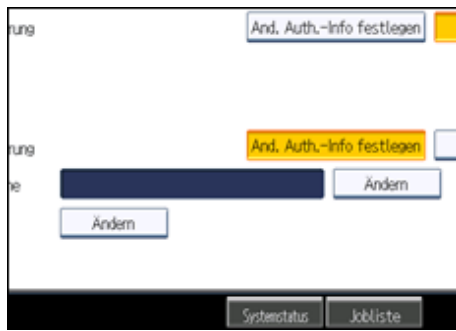 rung And. Auth.-Info festlegen
rung And. Auth.-Info festlegen
ne Ändern
Ändern
Systemstatus Jobliste